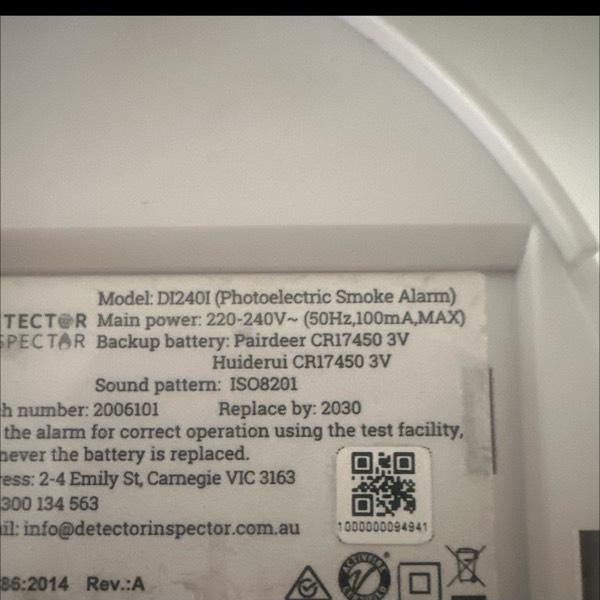 Model: DI240I (Photoelectric Smoke Alarm)
TECTOR Main power: 220-240V~ (50Hz,100mA,MAX)
SPECTAR Backup battery: Pairdeer CR17450 3V
Huiderui CR17450 3V
Sound pattern: ISO8201
h number: 2006101 Replace by: 2030
the alarm for correct operation using the test facility,
never the battery is replaced.
ress: 2-4 Emily St, Carnegie VIC 3163
300 134 563
il: info@detectorinspector.com.au
1000000094941
86:2014 Rev.:A